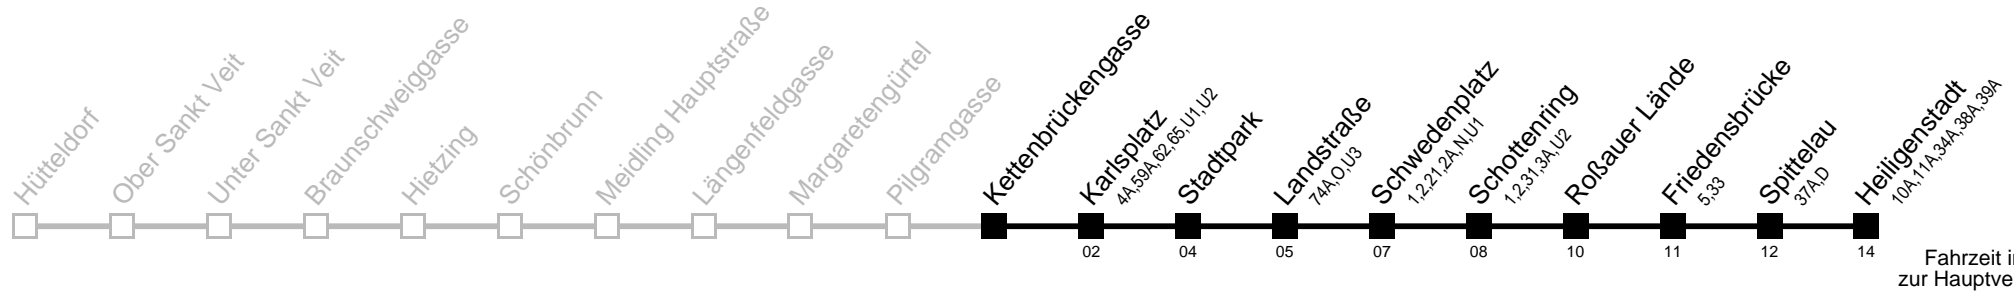 Hütteldorf
Ober Sankt Veit
Unter Sankt Veit
Braunschweiggasse
Hietzing
Schönbrunn
Meidling Hauptstraße
Längenfeldgasse
Margaretengürtel
Pilgramgasse
Kettenbrückengasse
Karlsplatz
4A,59A,62,65,U1,U2
02
Stadtpark
04
Landstraße
74A,O,U3
05
Schwedenplatz
1,2,21,2A,N,U1
07
Schottenring
1,2,31,3A,U2
08
Roßauer Lände
10
Friedensbrücke
5,33
11
Spittelau
37A,D
12
Heiligenstadt
10A,11A,34A,38A,39A
14
Fahrzeit
zur